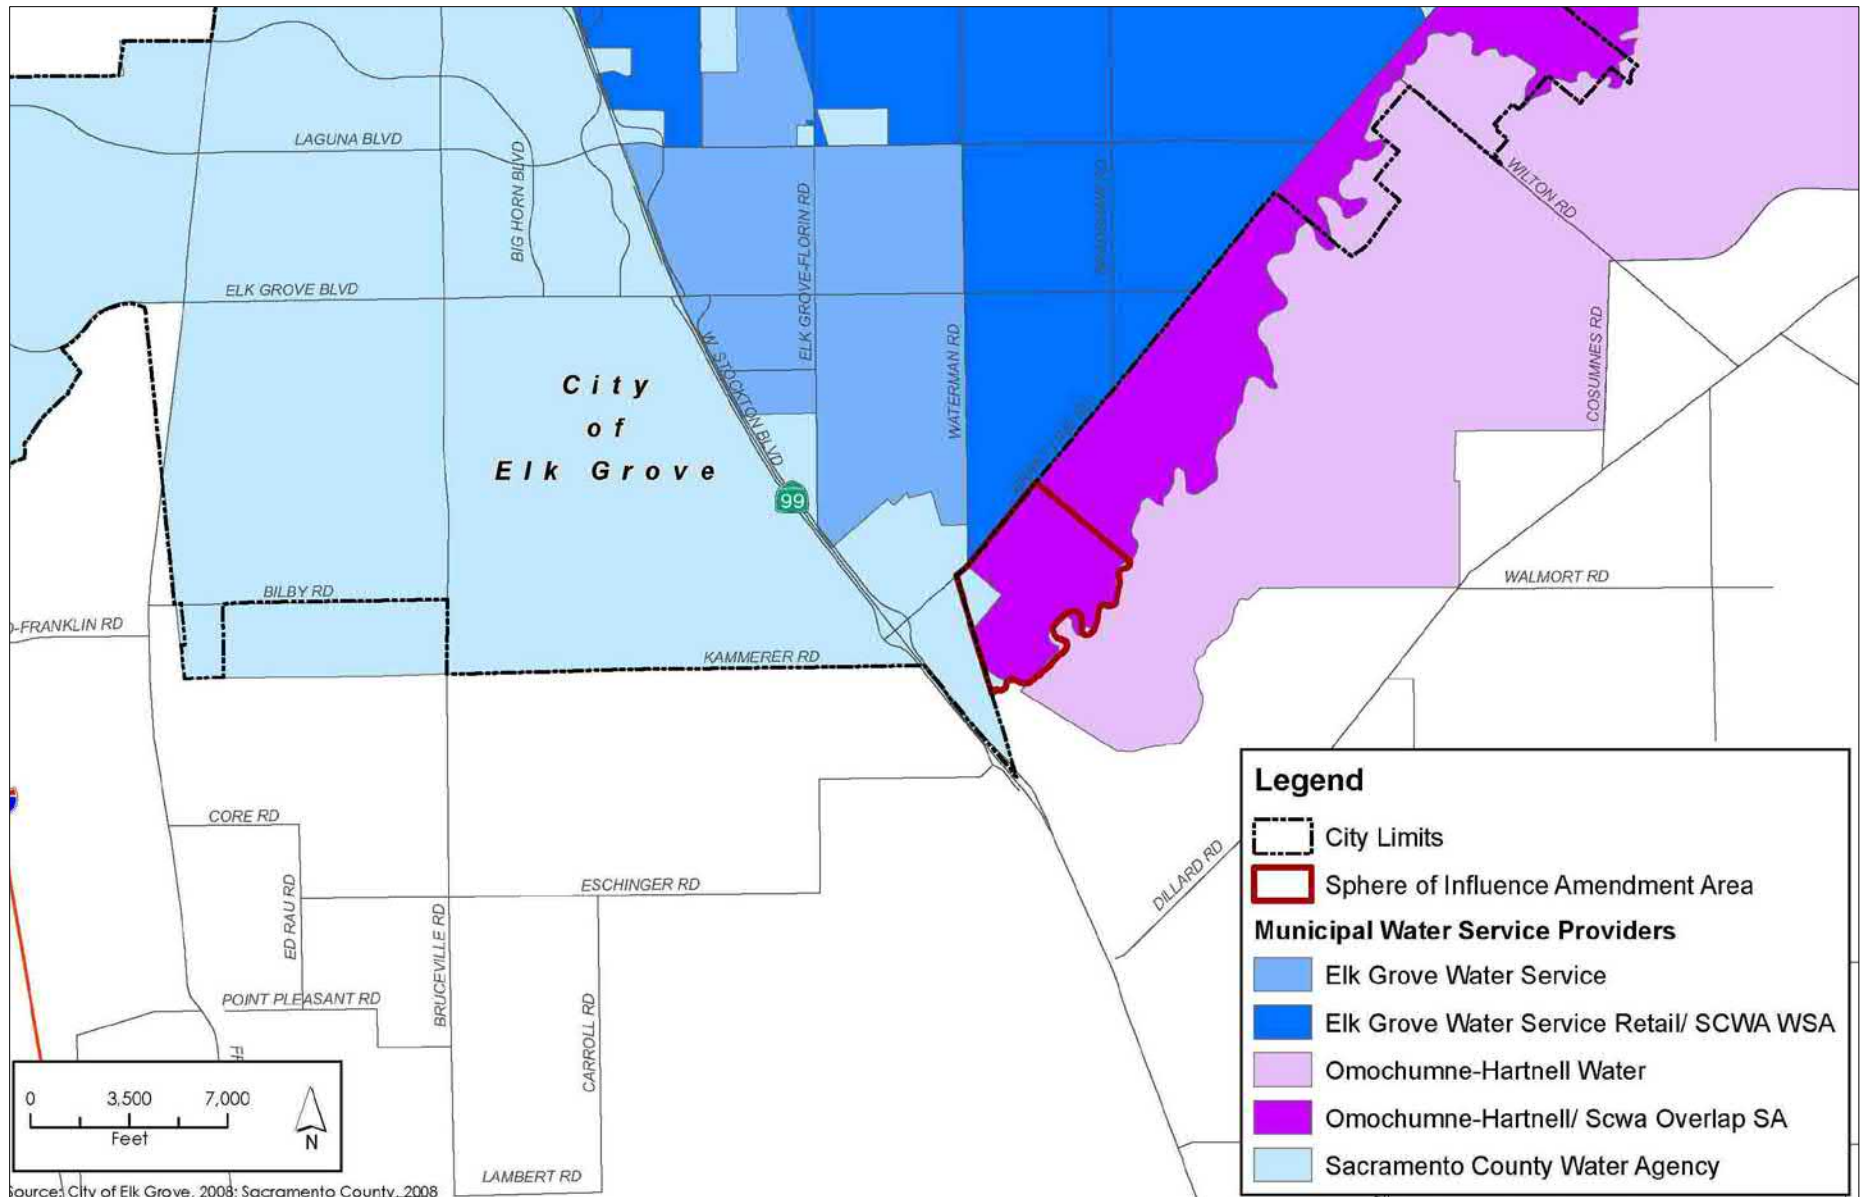 LAGUNA BLVD
BIG HORN BLVD
ELK GROVE-FLORIN RD
BRADSHAW RD
WILTON RD
ELK GROVE BLVD
W. STOCKTON BLVD
WATERMAN RD
COSUMNES RD
City
of
Elk Grove
99
BILBY RD
WALMORT RD
-FRANKLIN RD
KAMMERER RD
CORE RD
ED RAU RD
ESCHINGER RD
BRUCEVILLE RD
DILLARD RD
POINT PLEASANT RD
CARROLL RD
FR
LAMBERT RD
0 3,500 7,000
Feet
N
Source: City of Elk Grove, 2008; Sacramento County, 2008
Legend
City Limits
Sphere of Influence Amendment Area
Municipal Water Service Providers
Elk Grove Water Service
Elk Grove Water Service Retail/ SCWA WSA
Omochumne-Hartnell Water
Omochumne-Hartnell/ Scwa Overlap SA
Sacramento County Water Agency